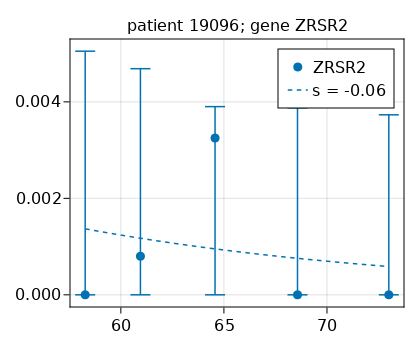 patient 19096; gene ZRSR2
ZRSR2
s = -0.06
0.004
0.002
0.000
60 65 70